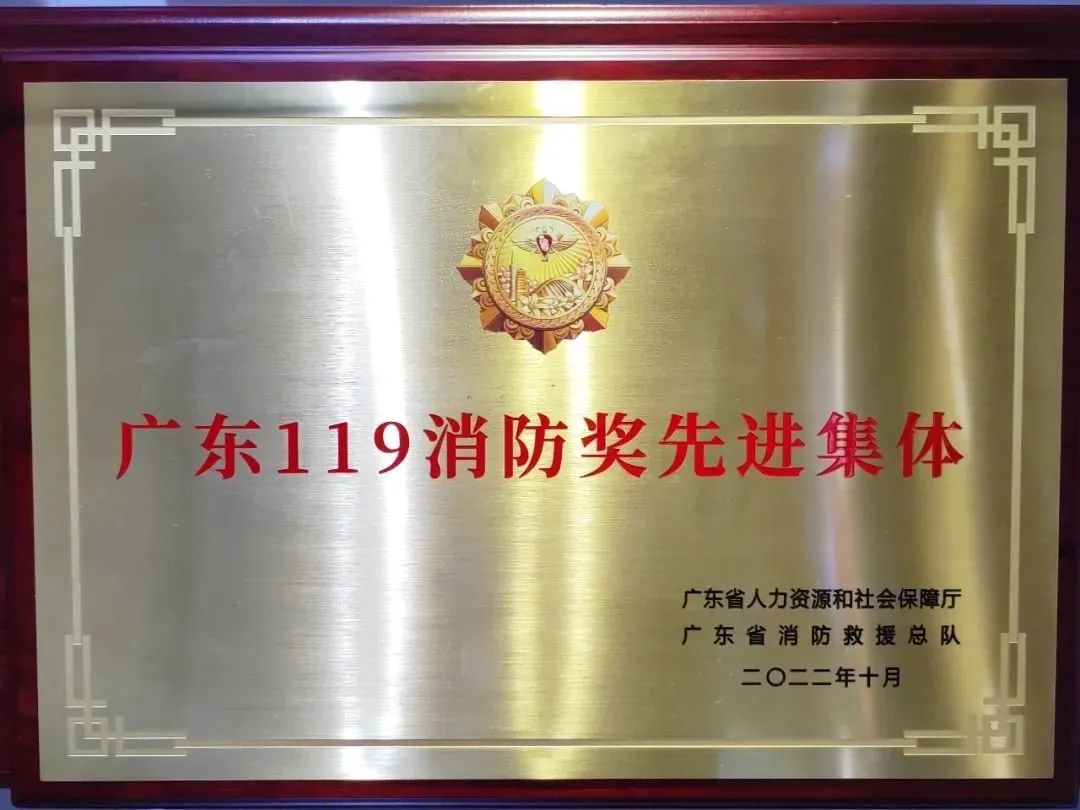 广东119消防奖先进集体
广东省人力资源和社会保障厅
广东省消防救援总队
二〇二二年十月